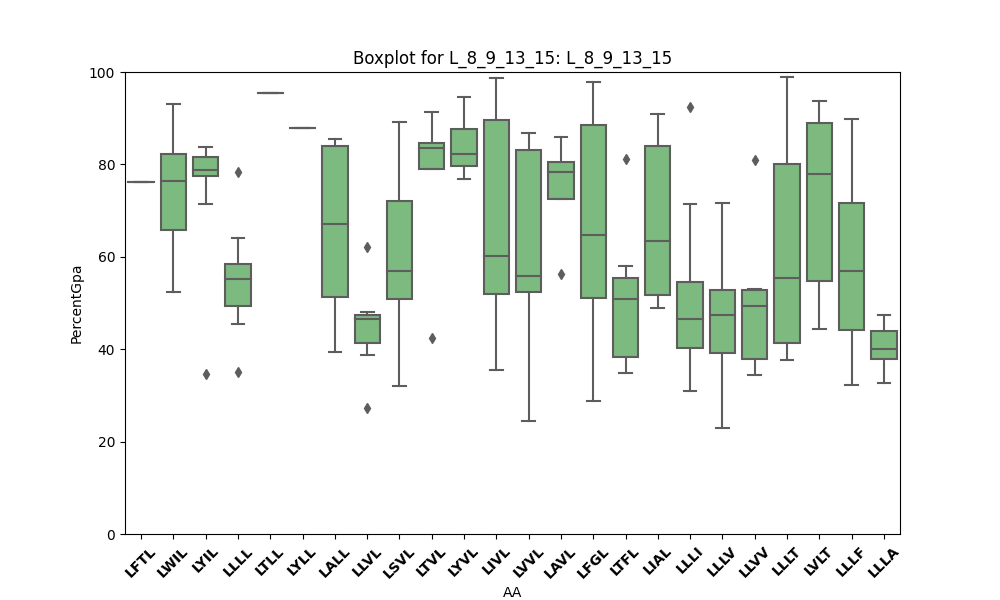 Boxplot for L_8_9_13_15: L_8_9_13_15
PercentGpa
100
80
60
40
20
0
LFTL LWIL LYIL LLLL LTLL LYLL LALL LLVL LSVL LTVL LYVL LIVL LVVL LAVL LFGL LTFL LIAL LLLI LLLV LLVV LLLT LVLT LLLF LLLA
AA